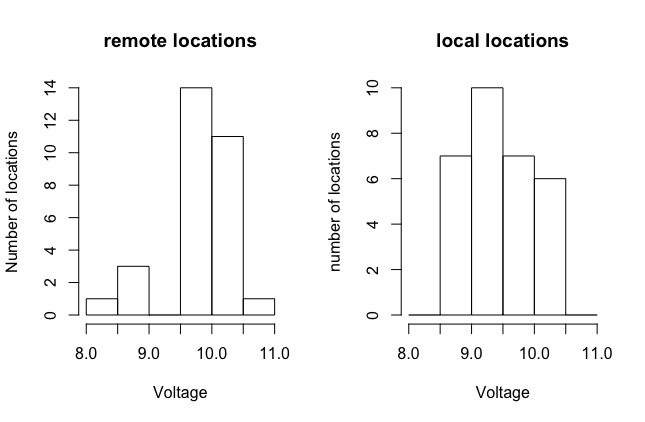 remote locations
Number of locations
14
12
10
8
6
4
2
0
8.0 9.0 10.0 11.0
Voltage
local locations
number of locations
10
8
6
4
2
0
8.0 9.0 10.0 11.0
Voltage